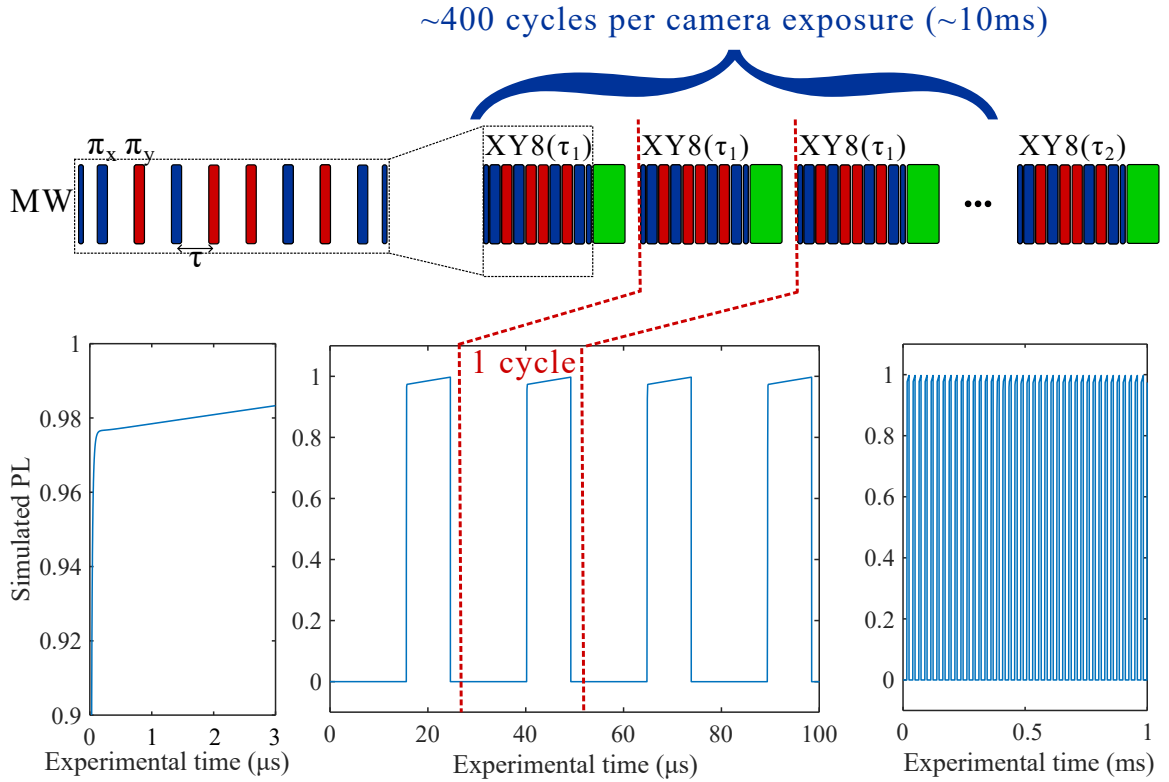 ~400 cycles per camera exposure (~10ms)
πx πy
XY8(τ1)
XY8(τ1)
XY8(τ1)
XY8(τ2)
MW
τ
...
1 cycle
Simulated PL
1
0.98
0.96
0.94
0.92
0.9
0 1 2 3
Experimental time (μs)
1
0.8
0.6
0.4
0.2
0
0 20 40 60 80 100
Experimental time (μs)
1
0.8
0.6
0.4
0.2
0
0 0.5 1
Experimental time (ms)